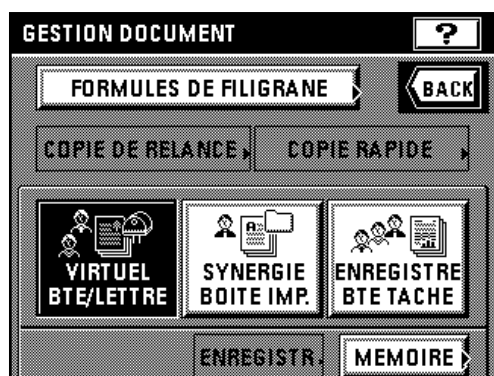 GESTION DOCUMENT ?
FORMULES DE FILIGRANE BACK
COPIE DE RELANCE COPIE RAPIDE
VIRTUEL SYNERGIE ENREGISTRE
BTE/LETTRE BOITE IMP. BTE TACHE
ENREGISTR. MEMOIRE